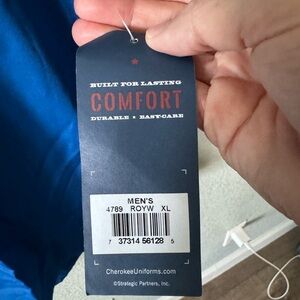 BUILT FOR LASTING
COMFORT
DURABLE • EASY-CARE
MEN'S
4789 ROYW XL
7 37314 56128 5
CherokeeUniforms.com
©Strategic Partners, Inc.